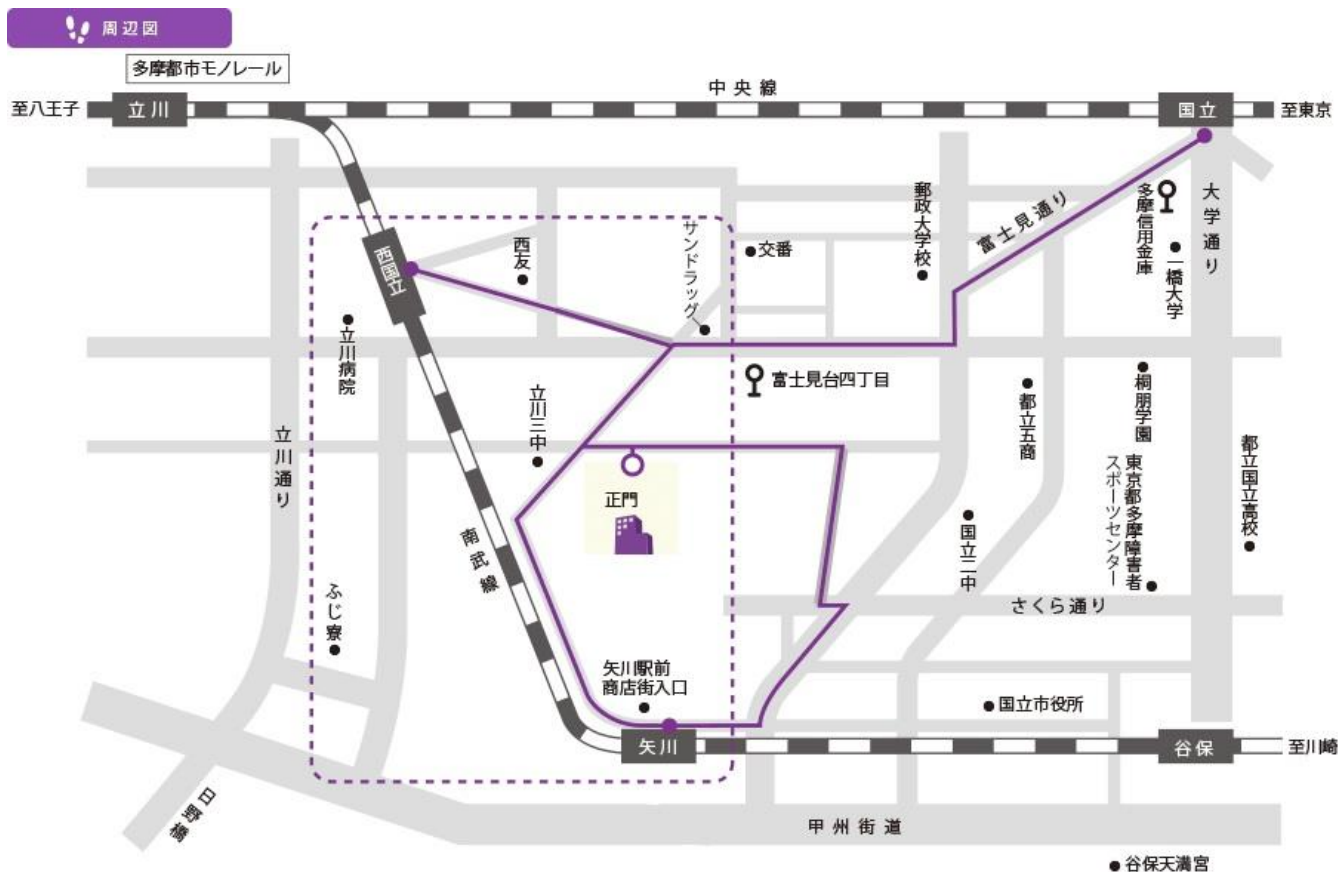 周辺図
多摩都市モノレール
中央線
至八王子
立川
国立
至東京
郵政大学校
富士見通り
多摩信用金庫
大学通り
一橋大学
サンドラッグ
交番
西友
西国立
立川病院
富士見台四丁目
立川三中
都立五商
桐朋学園
立川通り
都立国立高校
東京都多摩障害者
スポーツセンター
正門
国立二中
南武線
さくら通り
ふじ寮
矢川駅前
商店街入口
国立市役所
矢川
谷保
至川崎
日野橋
甲州街道
谷保天満宮